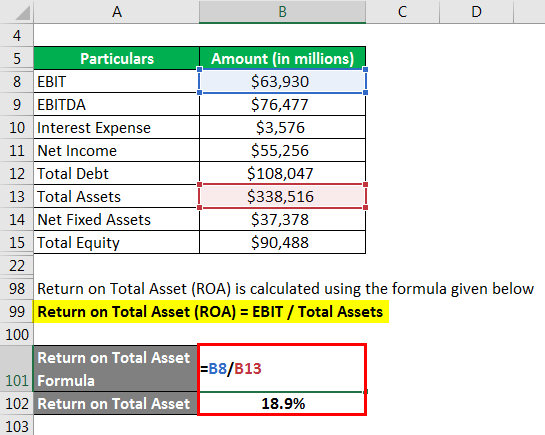 A B C D
4
5 Particulars Amount (in millions)
8 EBIT $63,930
9 EBITDA $76,477
10 Interest Expense $3,576
11 Net Income $55,256
12 Total Debt $108,047
13 Total Assets $338,516
14 Net Fixed Assets $37,378
15 Total Equity $90,488
22
98 Return on Total Asset (ROA) is calculated using the formula given below
99 Return on Total Asset (ROA) = EBIT / Total Assets
100
Return on Total Asset
101 Formula =B8/B13
102 Return on Total Asset 18.9%
103